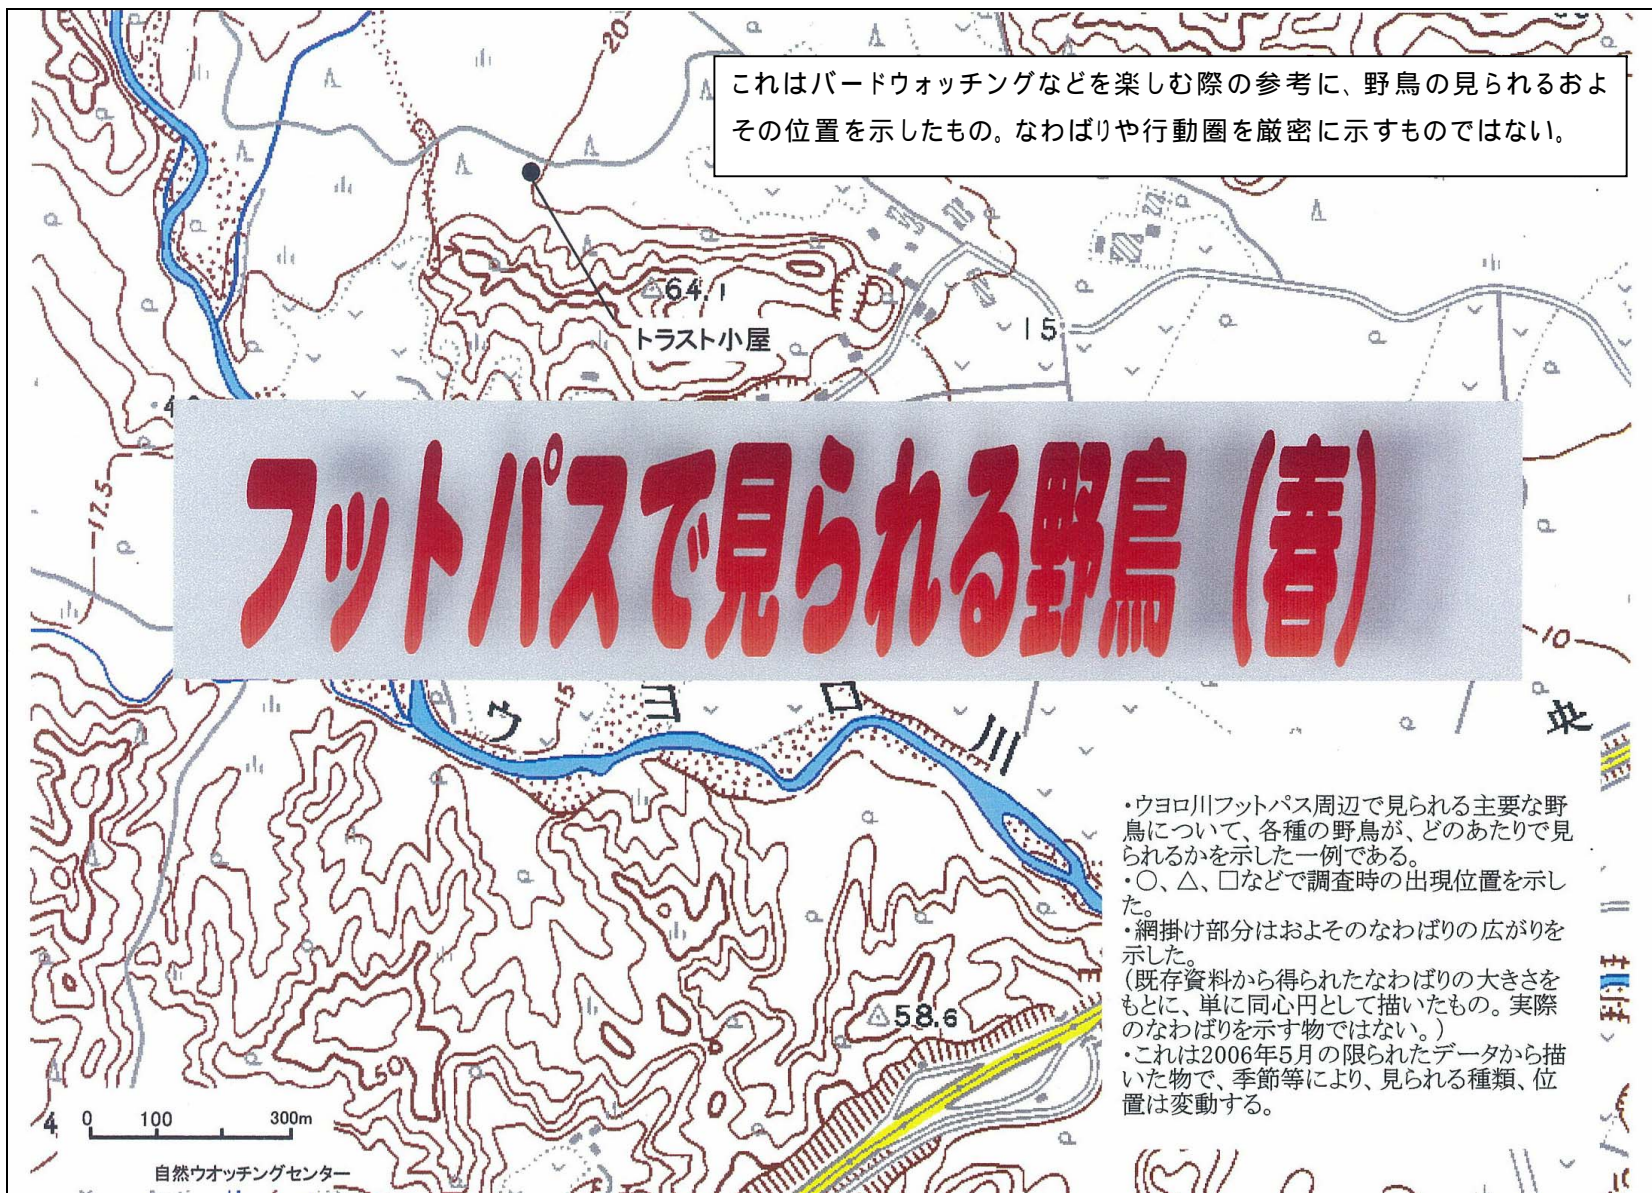 これはバードウォッチングなどを楽しむ際の参考に、野鳥の見られるおよ
その位置を示したもの。なわばりや行動圏を厳密に示すものではない。
20
64.1
トラスト小屋
15
フットパスで見られる野鳥（春）
17.5
10
15
ウヨロ川
央
・ウヨロ川フットパス周辺で見られる主要な野
鳥について、各種の野鳥が、どのあたりで見
られるかを示した一例である。
・○、△、□などで調査時の出現位置を示し
た。
・網掛け部分はおよそのなわばりの広がりを
示した。
(既存資料から得られたなわばりの大きさを
もとに、単に同心円として描いたもの。実際
のなわばりを示す物ではない。)
・これは2006年5月の限られたデータから描
いた物で、季節等により、見られる種類、位
置は変動する。
58.6
50
4
0 100 300m
自然ウオッチングセンター